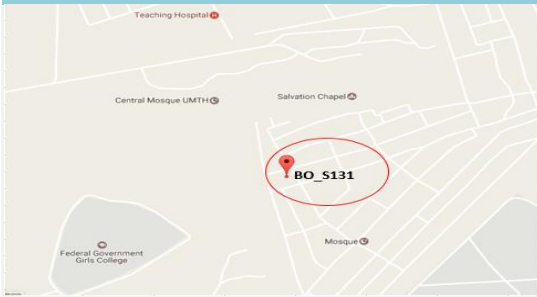 Teaching Hospital
Central Mosque UMTH
Salvation Chapel
BO_S131
Mosque
Federal Government
Girls College